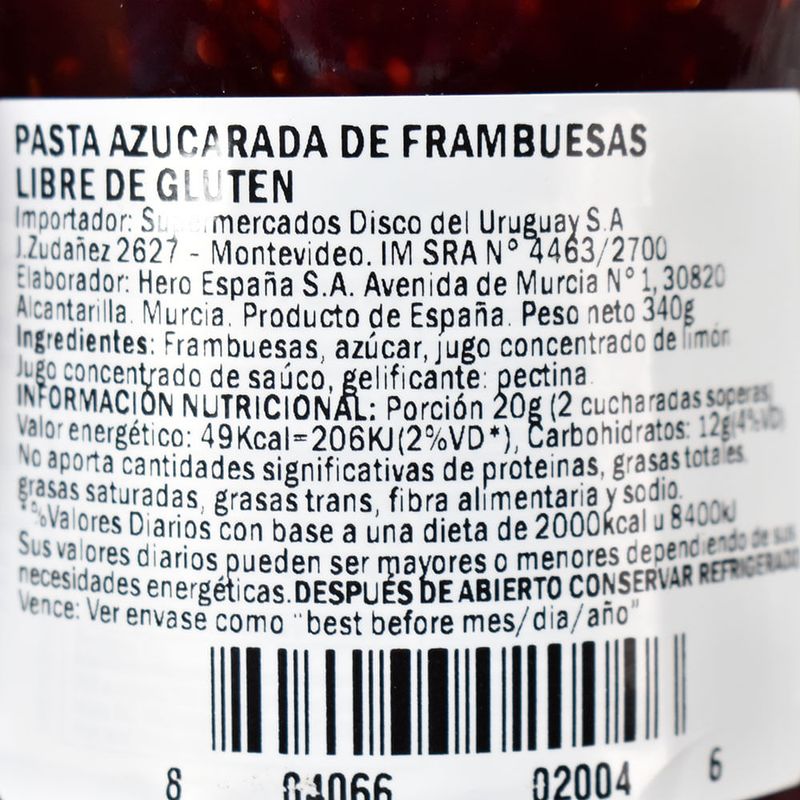 PASTA AZUCARADA DE FRAMBUESAS
LIBRE DE GLUTEN
Importador: Supermercados Disco del Uruguay S.A
J.Zudañez 2627 - Montevideo. IM SRA N° 4463/2700
Elaborador: Hero España S.A. Avenida de Murcia N° 1, 30820
Alcantarilla. Murcia. Producto de España. Peso neto 340g
Ingredientes: Frambuesas, azúcar, jugo concentrado de limón
Jugo concentrado de saúco, gelificante: pectina.
INFORMACIÓN NUTRICIONAL: Porción 20g (2 cucharadas soperas)
Valor energético: 49Kcal=206KJ(2%VD*), Carbohidratos: 12g(4%VD)
No aporta cantidades significativas de proteinas, grasas totales,
grasas saturadas, grasas trans, fibra alimentaria y sodio.
*%Valores Diarios con base a una dieta de 2000kcal u 8400kJ
Sus valores diarios pueden ser mayores o menores dependiendo de sus
necesidades energéticas. DESPUÉS DE ABIERTO CONSERVAR REFRIGERADO
Vence: Ver envase como "best before mes/dia/año"
8 04066 02004 6